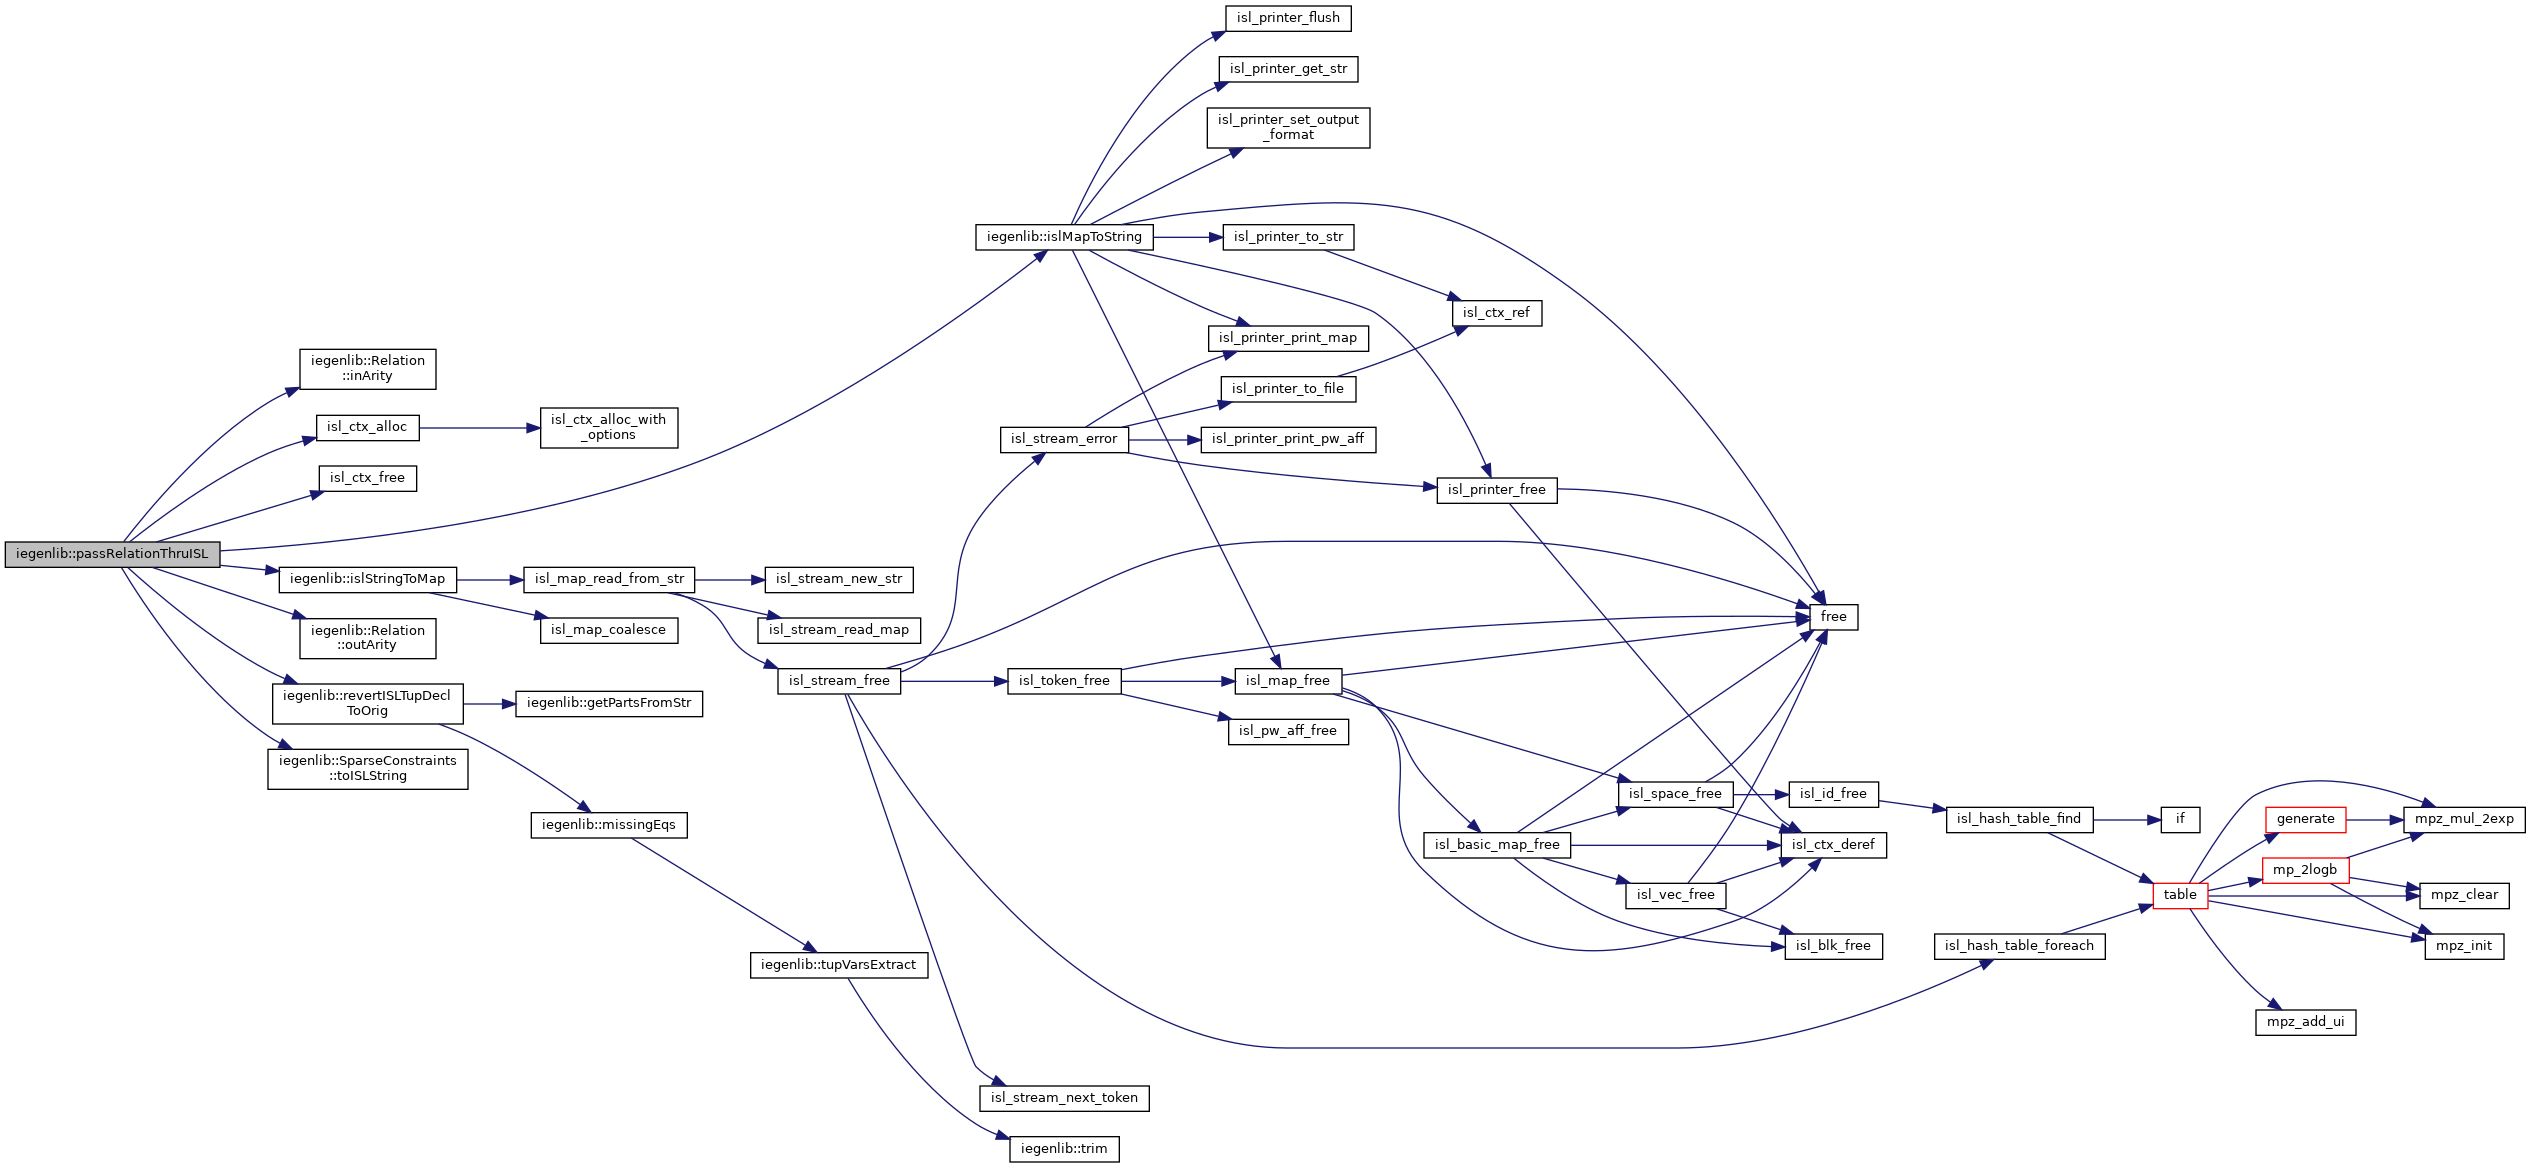 isl_printer_flush
isl_printer_get_str
isl_printer_set_output
_format
iegenlib::islMapToString
isl_printer_to_str
isl_ctx_ref
isl_printer_print_map
iegenlib::Relation
::inArity
isl_printer_to_file
isl_ctx_alloc
isl_ctx_alloc_with
_options
isl_stream_error
isl_printer_print_pw_aff
isl_ctx_free
isl_printer_free
iegenlib::passRelationThruISL
iegenlib::islStringToMap
isl_map_read_from_str
isl_stream_new_str
free
iegenlib::Relation
::outArity
isl_map_coalesce
isl_stream_read_map
isl_stream_free
isl_token_free
isl_map_free
iegenlib::revertISLTupDecl
ToOrig
iegenlib::getPartsFromStr
isl_pw_aff_free
iegenlib::SparseConstraints
::toISLString
isl_space_free
isl_id_free
iegenlib::missingEqs
isl_hash_table_find
if
generate
mpz_mul_2exp
isl_basic_map_free
isl_ctx_deref
mp_2logb
isl_vec_free
table
mpz_clear
isl_blk_free
isl_hash_table_foreach
mpz_init
iegenlib::tupVarsExtract
mpz_add_ui
isl_stream_next_token
iegenlib::trim